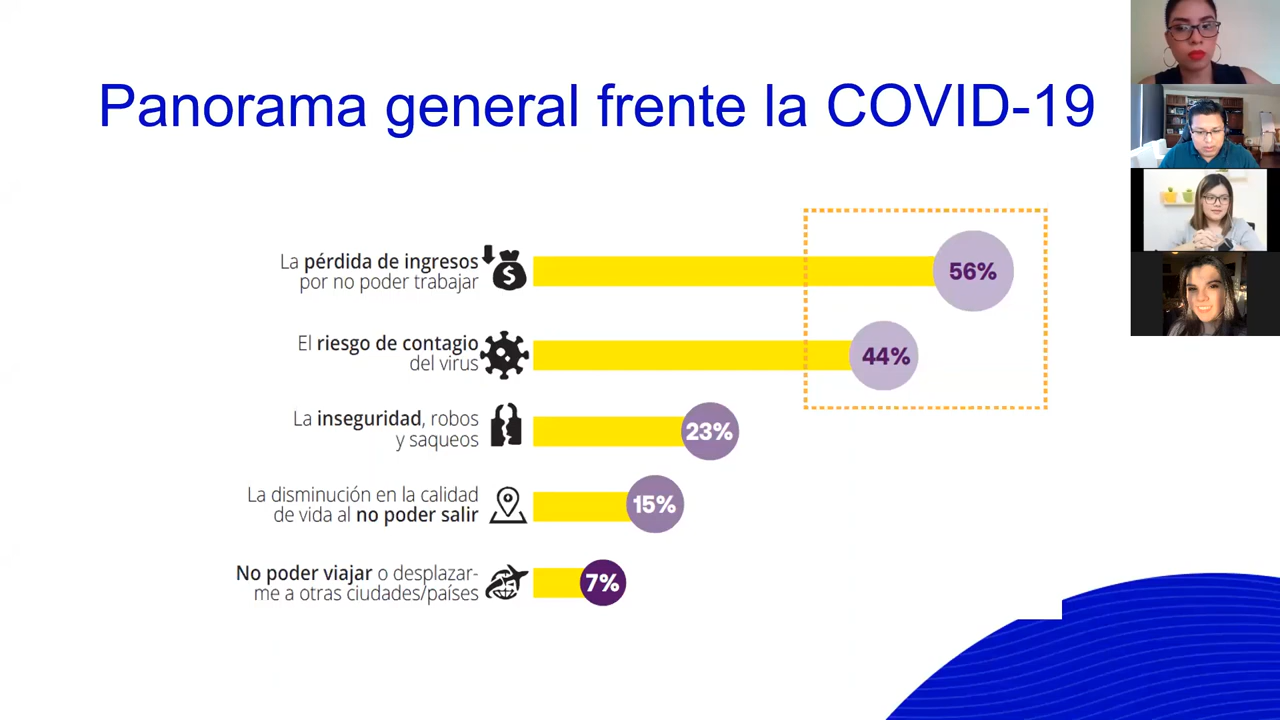 Panorama general frente la COVID-19
La pérdida de ingresos
por no poder trabajar
$
56%
El riesgo de contagio
del virus
44%
La inseguridad, robos
y saqueos
23%
La disminución en la calidad
de vida al no poder salir
15%
No poder viajar o desplazar-
me a otras ciudades/países
7%